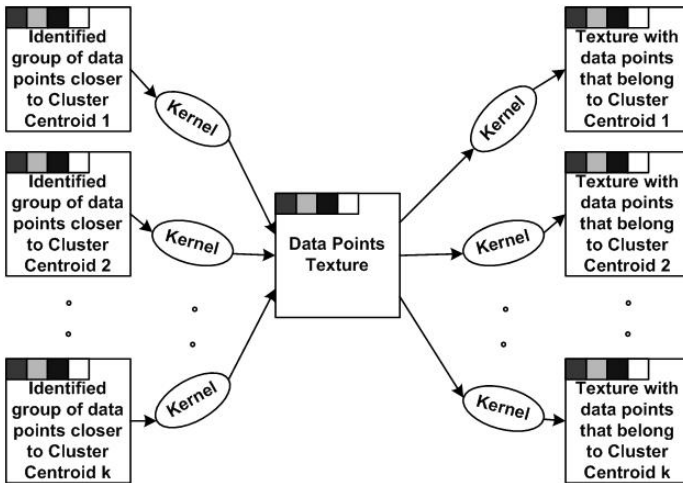 Identified
group of data
points closer
to Cluster
Centroid 1
Kernel
Identified
group of data
points closer
to Cluster
Centroid 2
Kernel
Identified
group of data
points closer
to Cluster
Centroid k
Kernel
Data Points
Texture
Kernel
Texture with
data points
that belong
to Cluster
Centroid 1
Kernel
Texture with
data points
that belong
to Cluster
Centroid 2
Kernel
Texture with
data points
that belong
to Cluster
Centroid k